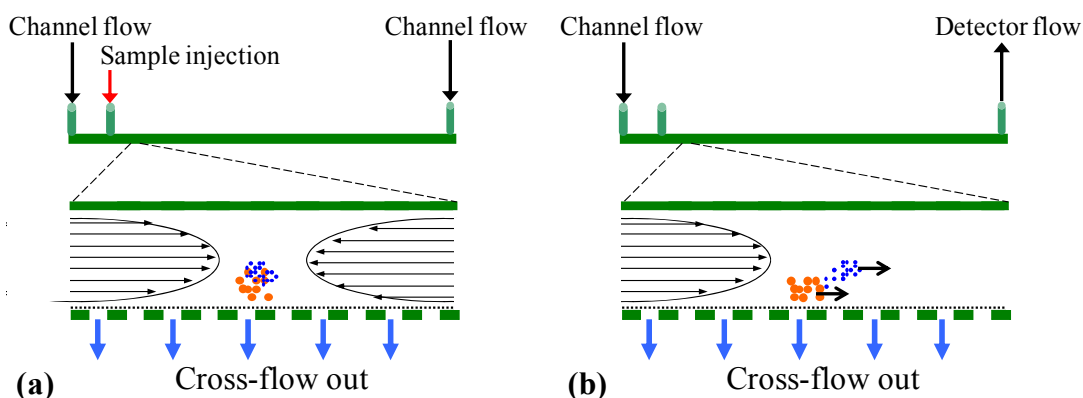 Channel flow
Sample injection
Channel flow
(a)
Cross-flow out
Channel flow
Detector flow
(b)
Cross-flow out